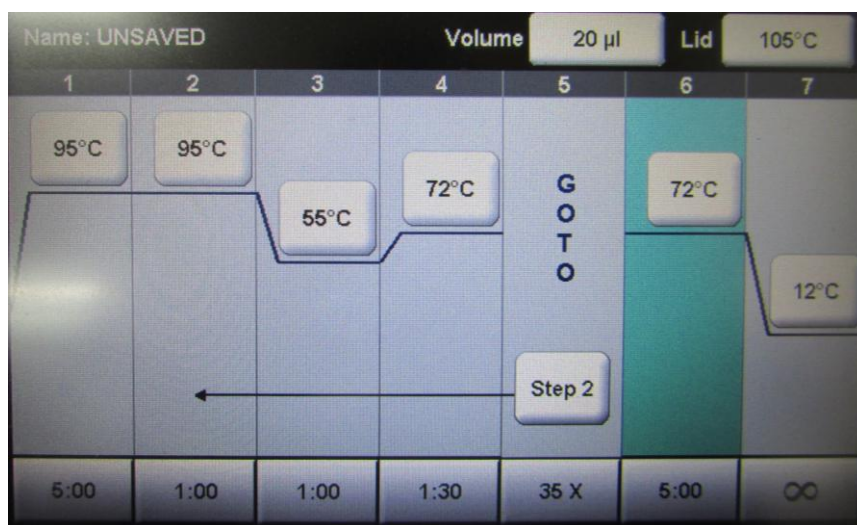 Name: UNSAVED Volume 20 µl Lid 105°C
1 2 3 4 5 6 7
95°C 95°C 55°C 72°C GOTO 72°C 12°C
Step 2
5:00 1:00 1:00 1:30 35 X 5:00 ∞